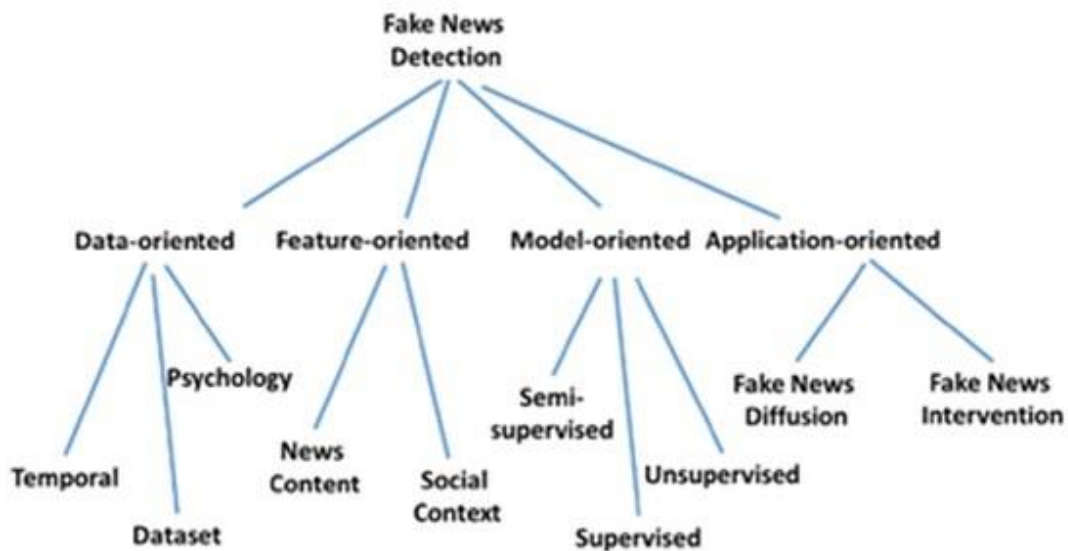 Fake News
Detection
Data-oriented
Feature-oriented
Model-oriented
Application-oriented
Psychology
Temporal
Dataset
News
Content
Social
Context
Semi-
supervised
Unsupervised
Supervised
Fake News
Diffusion
Fake News
Intervention